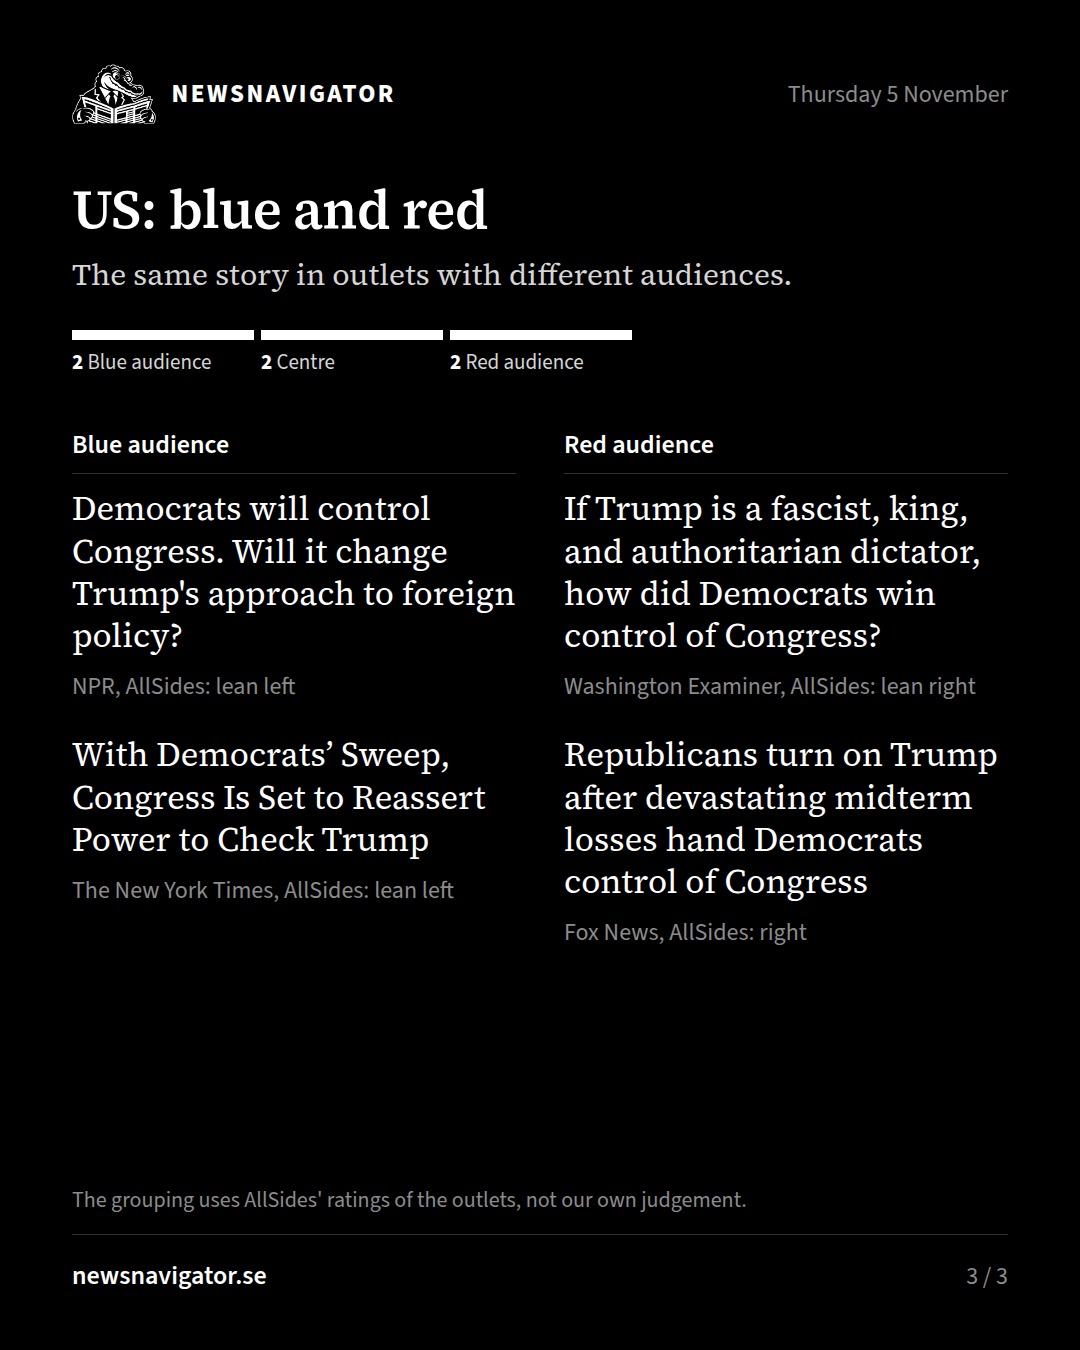 NEWSNAVIGATOR
Thursday 5 November
US: blue and red
The same story in outlets with different audiences.
2 Blue audience
2 Centre
2 Red audience
Blue audience
Democrats will control
Congress. Will it change
Trump's approach to foreign
policy?
NPR, AllSides: lean left
With Democrats’ Sweep,
Congress Is Set to Reassert
Power to Check Trump
The New York Times, AllSides: lean left
Red audience
If Trump is a fascist, king,
and authoritarian dictator,
how did Democrats win
control of Congress?
Washington Examiner, AllSides: lean right
Republicans turn on Trump
after devastating midterm
losses hand Democrats
control of Congress
Fox News, AllSides: right
The grouping uses AllSides' ratings of the outlets, not our own judgement.
newsnavigator.se
3 / 3